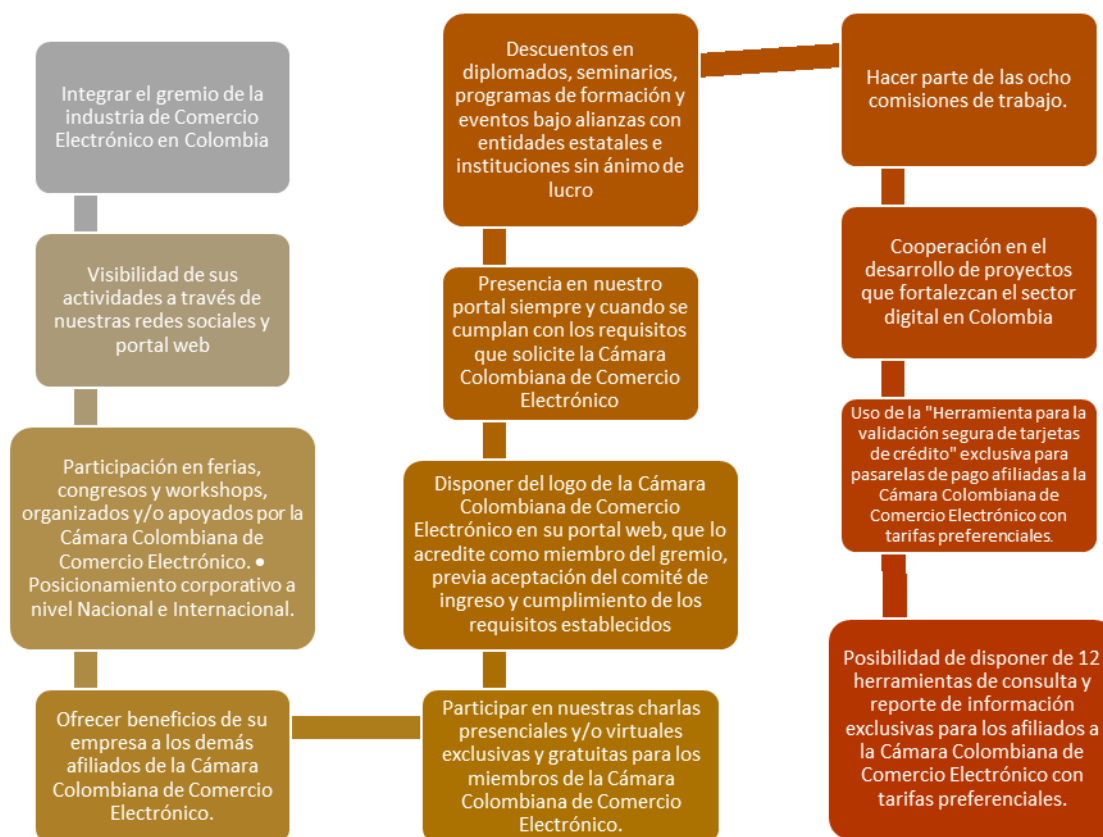 Integrar el gremio de la
industria de Comercio
Electrónico en Colombia
Visibilidad de sus
actividades a través de
nuestras redes sociales y
portal web
Participación en ferias,
congresos y workshops,
organizados y/o apoyados por la
Cámara Colombiana de
Comercio Electrónico. •
Posicionamiento corporativo a
nivel Nacional e Internacional.
Ofrecer beneficios de su
empresa a los demás
afiliados de la Cámara
Colombiana de Comercio
Electrónico.
Participar en nuestras charlas
presenciales y/o virtuales
exclusivas y gratuitas para los
miembros de la Cámara
Colombiana de Comercio
Electrónico.
Disponer del logo de la Cámara
Colombiana de Comercio
Electrónico en su portal web, que lo
acredite como miembro del gremio,
previa aceptación del comité de
ingreso y cumplimiento de los
requisitos establecidos
Presencia en nuestro
portal siempre y cuando se
cumplan con los requisitos
que solicite la Cámara
Colombiana de Comercio
Electrónico
Descuentos en
diplomados, seminarios,
programas de formación y
eventos bajo alianzas con
entidades estatales e
instituciones sin ánimo de
lucro
Hacer parte de las ocho
comisiones de trabajo.
Cooperación en el
desarrollo de proyectos
que fortalezcan el sector
digital en Colombia
Uso de la "Herramienta para la
validación segura de tarjetas
de crédito" exclusiva para
pasarelas de pago afiliadas a la
Cámara Colombiana de
Comercio Electrónico con
tarifas preferenciales.
Posibilidad de disponer de 12
herramientas de consulta y
reporte de información
exclusivas para los afiliados a
la Cámara Colombiana de
Comercio Electrónico con
tarifas preferenciales.